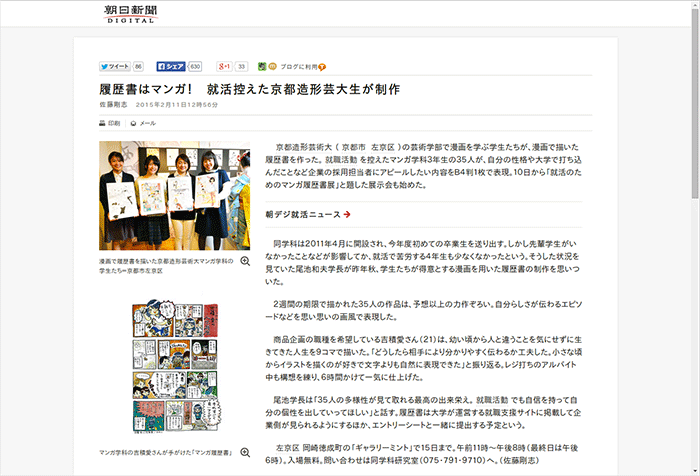 朝日新聞
DIGITAL
ツイート 86 シェア 630 g+1 33 ブログに利用
履歴書はマンガ！ 就活控えた京都造形芸大生が制作
佐藤剛志 2015年2月11日12時56分
印刷 メール
漫画で履歴書を描いた京都造形芸術大マンガ学科の
学生たち＝京都市左京区
マンガ学科の吉積愛さんが手がけた「マンガ履歴書」
京都造形芸術大（京都市 左京区）の芸術学部で漫画を学ぶ学生たちが、漫画で描いた
履歴書を作った。就職活動 を控えたマンガ学科3年生の35人が、自分の性格や大学で打ち込
んだことなど企業の採用担当者にアピールしたい内容をB4判1枚で表現。10日から「就活のた
めのマンガ履歴書展」と題した展示会も始めた。
朝デジ就活ニュース
同学科は2011年4月に開設され、今年度初めての卒業生を送り出す。しかし先輩学生がい
なかったことなどが影響してか、就活で苦労する4年生も少なくなかったという。そうした状況を
見ていた尾池和夫学長が昨年秋、学生たちが得意とする漫画を用いた履歴書の制作を思いつ
いた。
2週間の期限で描かれた35人の作品は、予想以上の力作ぞろい。自分らしさが伝わるエピソ
ードなどを思い思いの画風で表現した。
商品企画の職種を希望している吉積愛さん（21）は、幼い頃から人と違うことを気にせずに生
きてきた人生を9コマで描いた。「どうしたら相手により分かりやすく伝わるか工夫した。小さな頃
からイラストを描くのが好きで文字よりも自然に表現できた」と振り返る。レジ打ちのアルバイト
中も構想を練り、6時間かけて一気に仕上げた。
尾池学長は「35人の多様性が見て取れる最高の出来栄え。就職活動 でも自信を持って自
分の個性を出していってほしい」と話す。履歴書は大学が運営する就職支援サイトに掲載して企
業側が見られるようにするほか、エントリーシートと一緒に提出する予定という。
左京区 岡崎徳成町の「ギャラリーミント」で15日まで。午前11時〜午後8時（最終日は午後
6時）。入場無料。問い合わせは同学科研究室（075・791・9710）へ。（佐藤剛志）